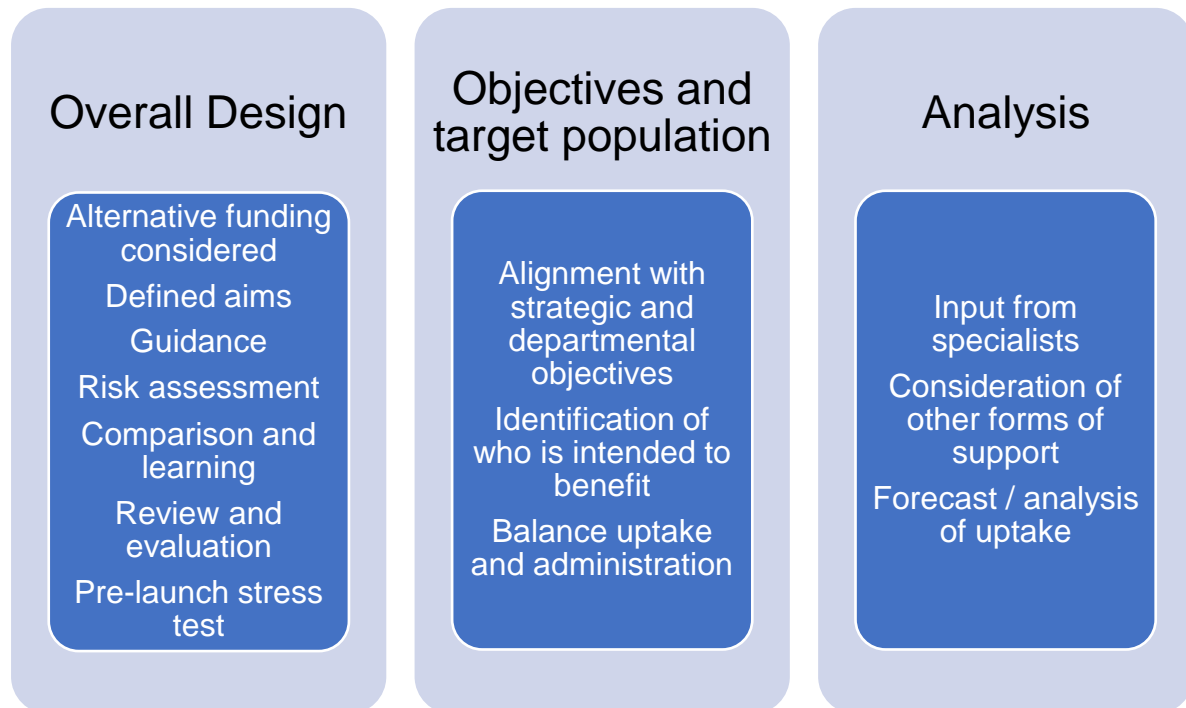 Overall Design
Alternative funding
considered
Defined aims
Guidance
Risk assessment
Comparison and
learning
Review and
evaluation
Pre-launch stress
test
Objectives and
target population
Alignment with
strategic and
departmental
objectives
Identification of
who is intended to
benefit
Balance uptake
and administration
Analysis
Input from
specialists
Consideration of
other forms of
support
Forecast / analysis
of uptake